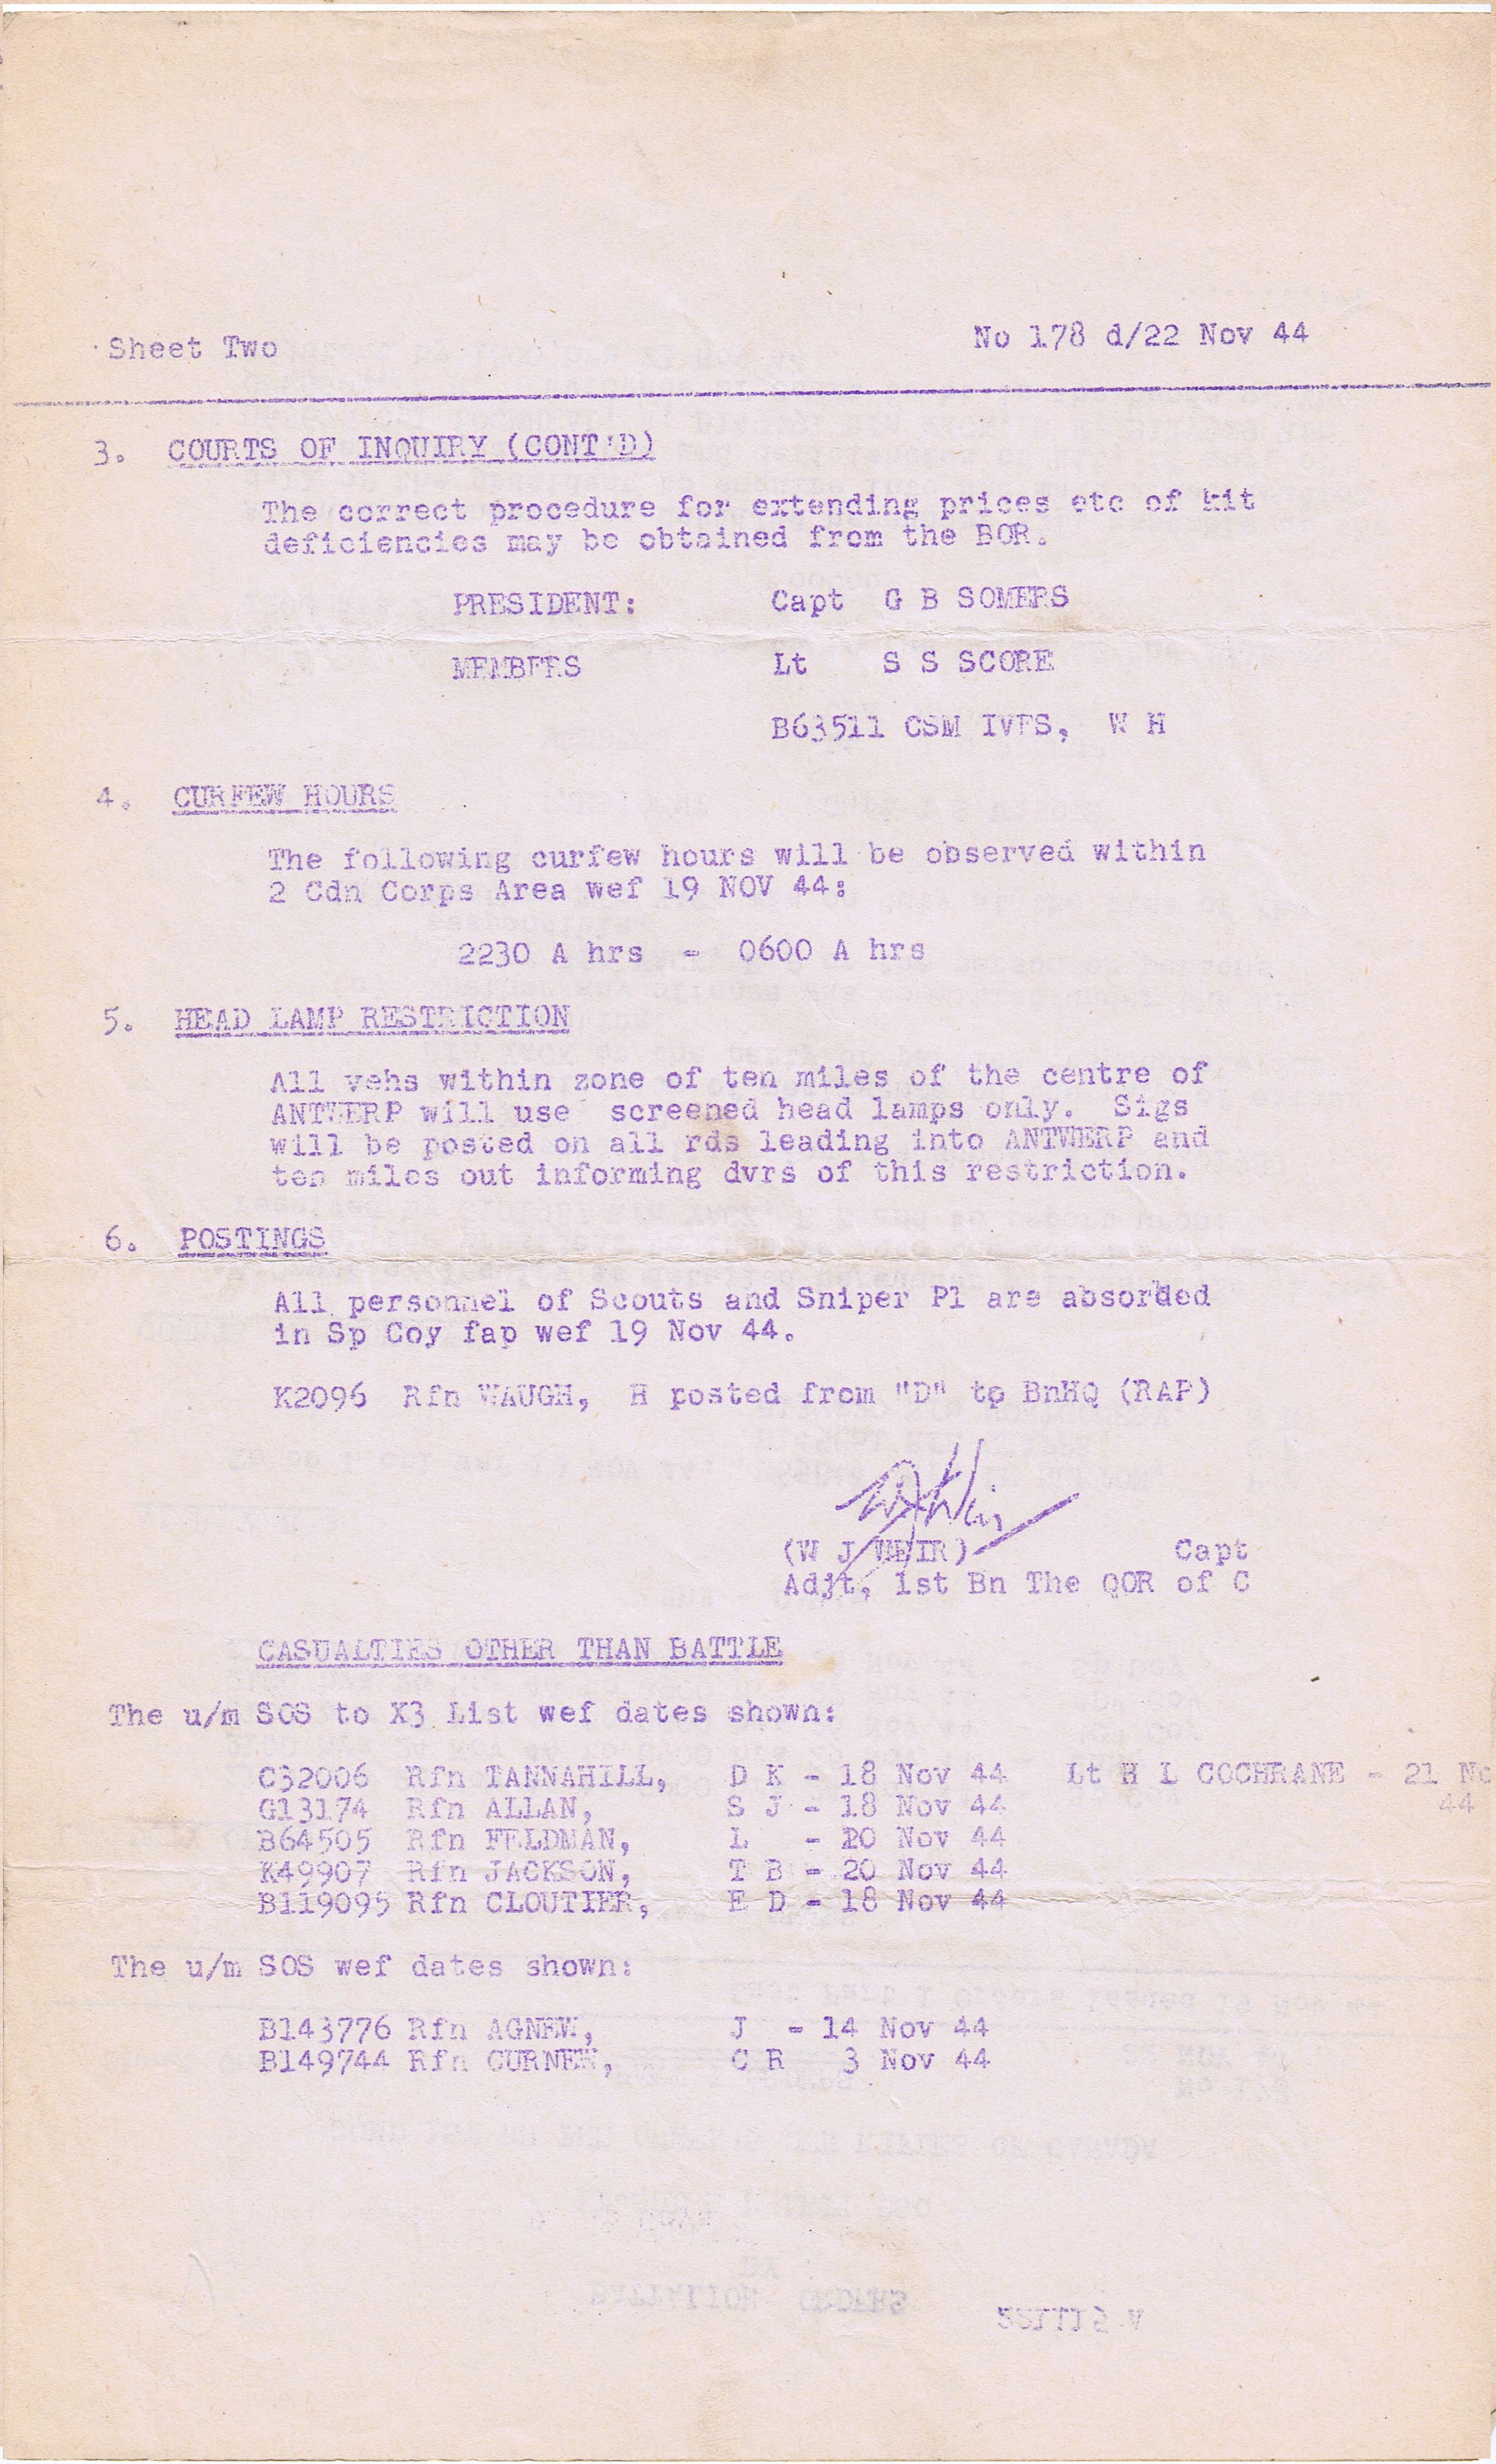 Sheet Two No 178 d/22 Nov 44
3. COURTS OF INQUIRY (CONT'D)
The correct procedure for extending prices etc of kit
deficiencies may be obtained from the BOR.
PRESIDENT: Capt G B SOMERS
MEMBERS Lt S S SCORE
B63511 CSM IVES, W H
4. CURFEW HOURS
The following curfew hours will be observed within
2 Cdn Corps Area wef 19 NOV 44:
2230 A hrs - 0600 A hrs
5. HEAD LAMP RESTRICTION
All vehs within zone of ten miles of the centre of
ANTWERP will use screened head lamps only. Sigs
will be posted on all rds leading into ANTWERP and
ten miles out informing dvrs of this restriction.
6. POSTINGS
All personnel of Scouts and Sniper Pl are absorbed
in Sp Coy fap wef 19 Nov 44.
K2096 Rfn WAUGH, H posted from "D" to BnHQ (RAP)
(W J WEIR) Capt
Adjt, 1st Bn The QOR of C
CASUALTIES OTHER THAN BATTLE
The u/m SOS to X3 List wef dates shown:
C32006 Rfn TANNAHILL, D K - 18 Nov 44 Lt H L COCHRANE - 21 No
G13174 Rfn ALLAN, S J - 18 Nov 44 44
B64505 Rfn FELDMAN, L - 20 Nov 44
K49907 Rfn JACKSON, T B - 20 Nov 44
B119095 Rfn CLOUTIER, E D - 18 Nov 44
The u/m SOS wef dates shown:
B143776 Rfn AGNEW, J - 14 Nov 44
B149744 Rfn CURNEW, C R 3 Nov 44